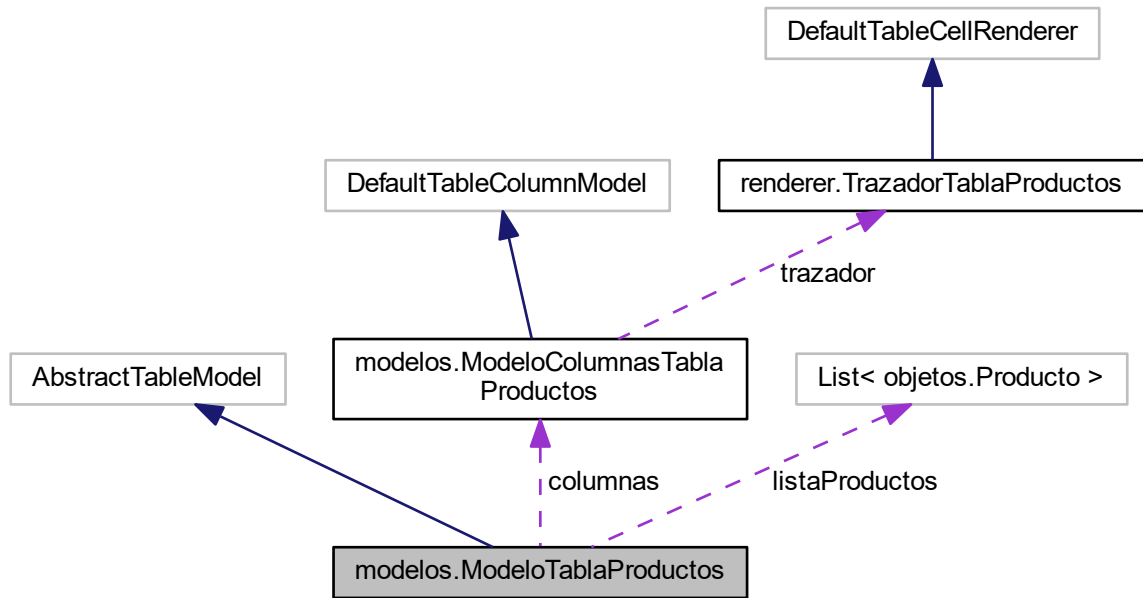 DefaultTableCellRenderer
DefaultTableColumnModel
renderer.TrazadorTablaProductos
trazador
AbstractTableModel
modelos.ModeloColumnasTabla
Productos
List< objetos.Producto >
columnas
listaProductos
modelos.ModeloTablaProductos